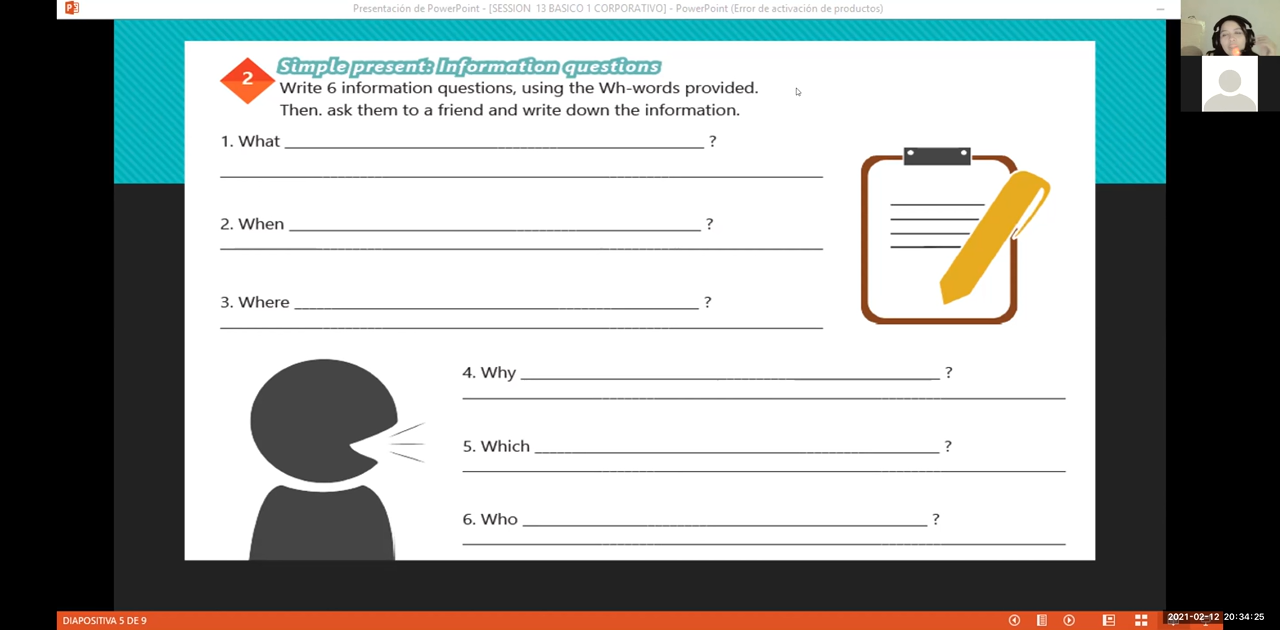 Presentación de PowerPoint - [SESSION 13 BASICO 1 CORPORATIVO] - PowerPoint (Error de activación de productos)
2
Simple present: Information questions
Write 6 information questions, using the Wh-words provided.
Then. ask them to a friend and write down the information.
1. What ?
2. When ?
3. Where ?
4. Why ?
5. Which ?
6. Who ?
DIAPOSITIVA 5 DE 9
2021-02-12 20:34:25